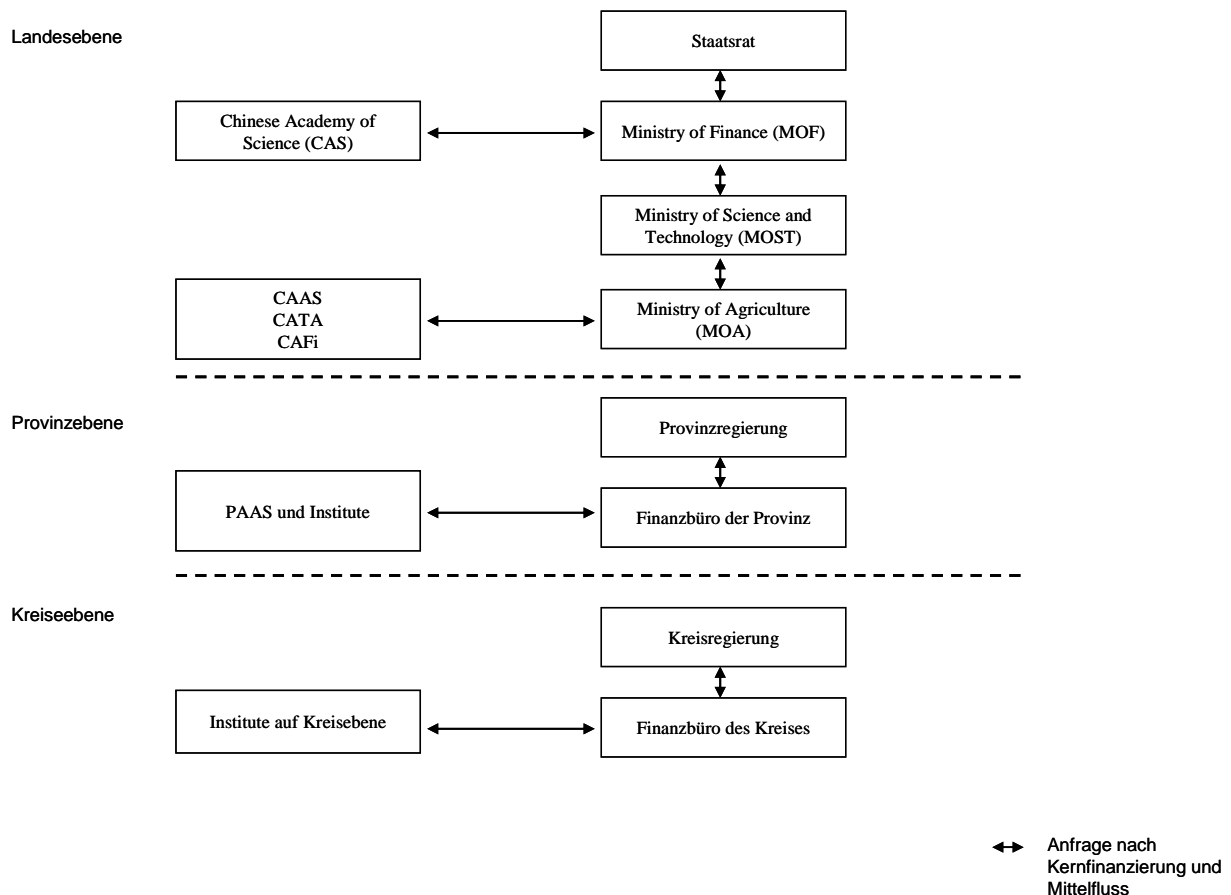 Landesebene
Staatsrat
Chinese Academy of
Science (CAS)
Ministry of Finance (MOF)
Ministry of Science and
Technology (MOST)
CAAS
CATA
CAFi
Ministry of Agriculture
(MOA)
Provinzebene
Provinzregierung
PAAS und Institute
Finanzbüro der Provinz
Kreiseebene
Kreisregierung
Institute auf Kreisebene
Finanzbüro des Kreises
Anfrage nach
Kernfinanzierung und
Mittelfluss